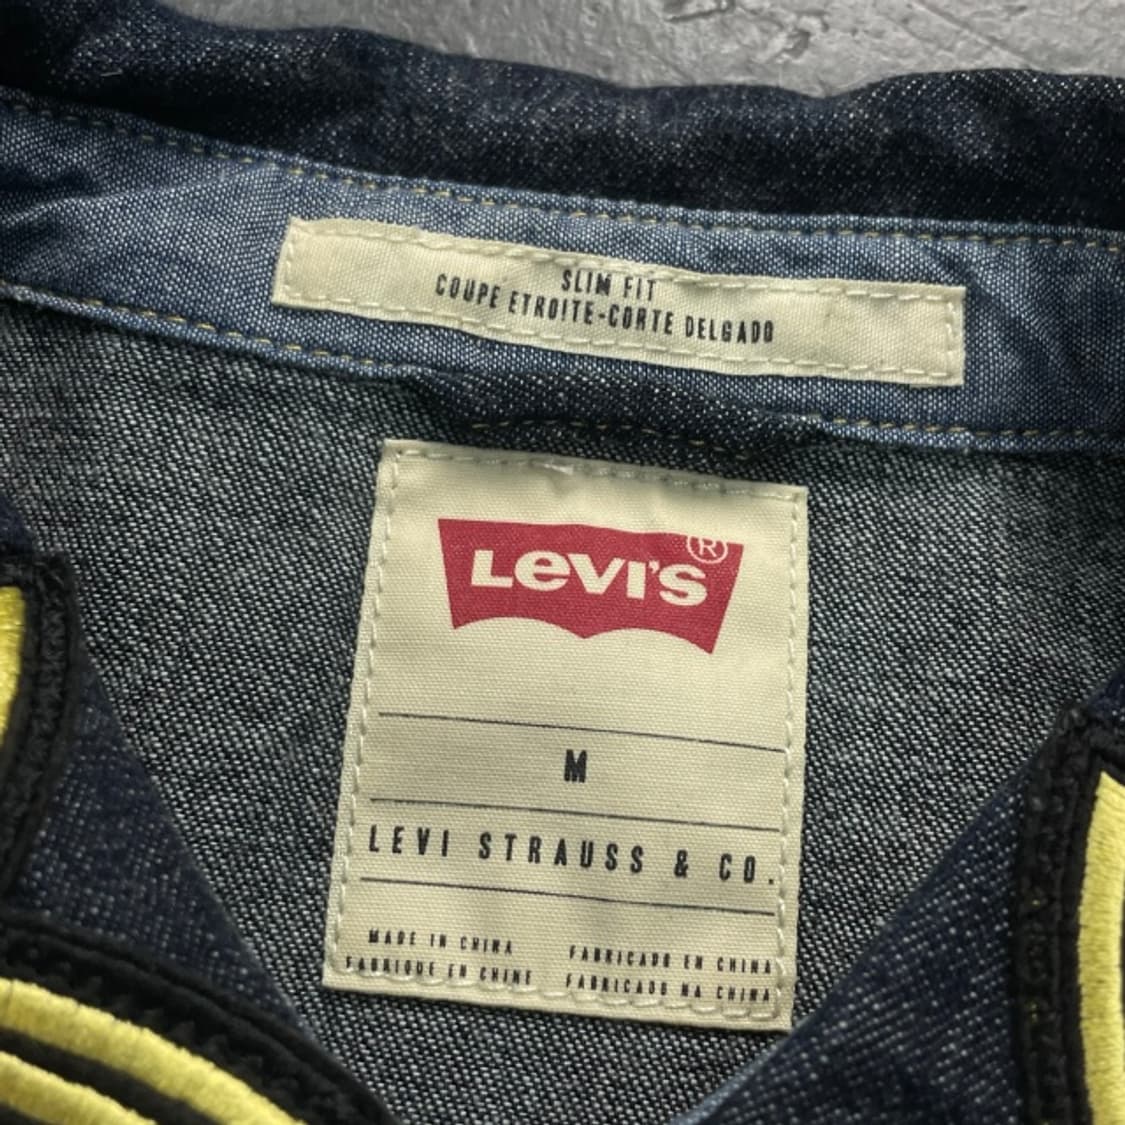 SLIM FIT
COUPE ETROITE-CORTE DELGADO
LEVI'S®
M
LEVI STRAUSS & CO.
MADE IN CHINA FABRICADO EN CHINA
FABRIQUE EN CHINE FABRICADO NA CHINA